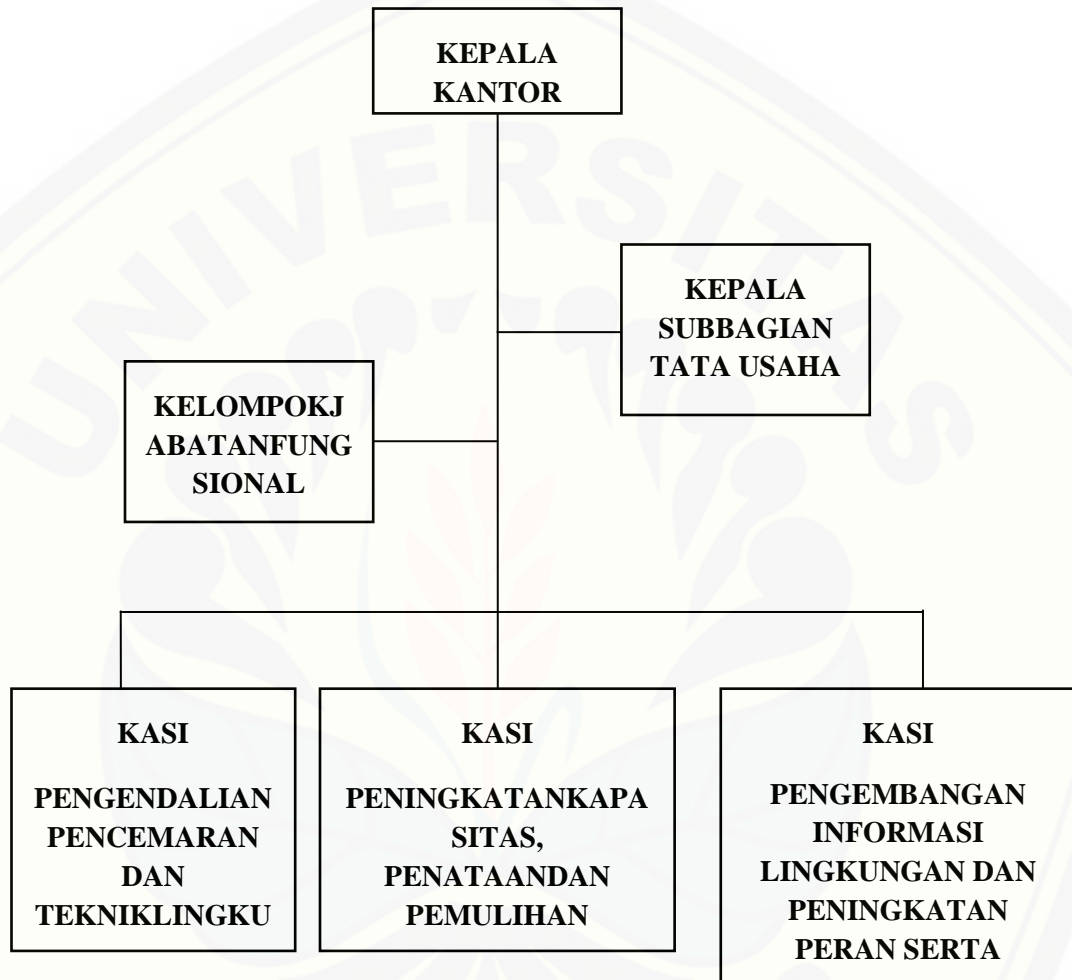 KEPALA
KANTOR
KEPALA
SUBBAGIAN
TATA USAHA
KELOMPOKJ
ABATANFUNG
SIONAL
KASI
PENGENDALIAN
PENCEMARAN
DAN
TEKNIKLINGKU
KASI
PENINGKATANKAPA
SITAS,
PENATAANDAN
PEMULIHAN
KASI
PENGEMBANGAN
INFORMASI
LINGKUNGAN DAN
PENINGKATAN
PERAN SERTA
UNIVERSITAS